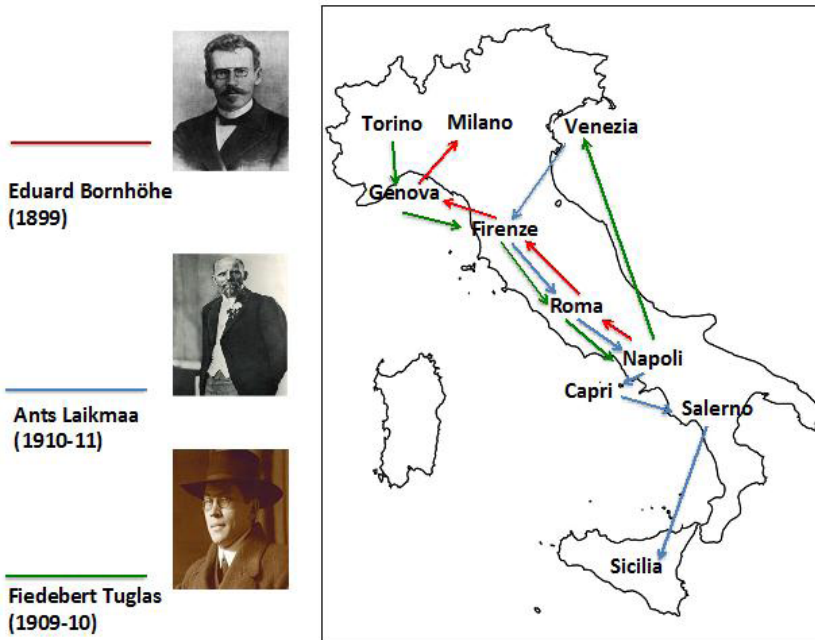 Eduard Bornhöhe
(1899)
Ants Laikmaa
(1910-11)
Fiedebert Tuglas
(1909-10)
Torino
Milano
Venezia
Genova
Firenze
Roma
Napoli
Capri
Salerno
Sicilia